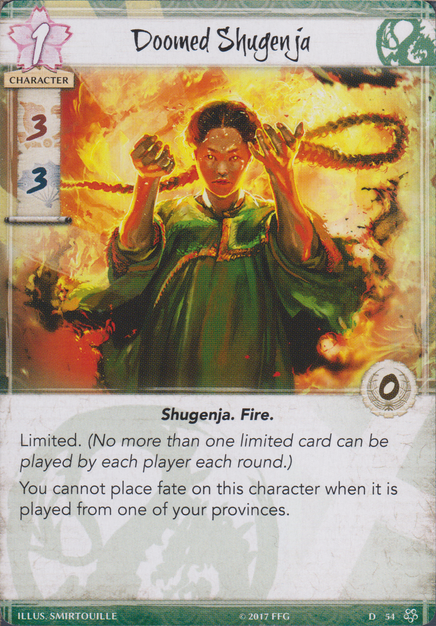 1
Doomed Shugenja
CHARACTER
3
3
0
Shugenja. Fire.
Limited. (No more than one limited card can be
played by each player each round.)
You cannot place fate on this character when it is
played from one of your provinces.
ILLUS. SMIRTOUILLE © 2017 FFG D 54